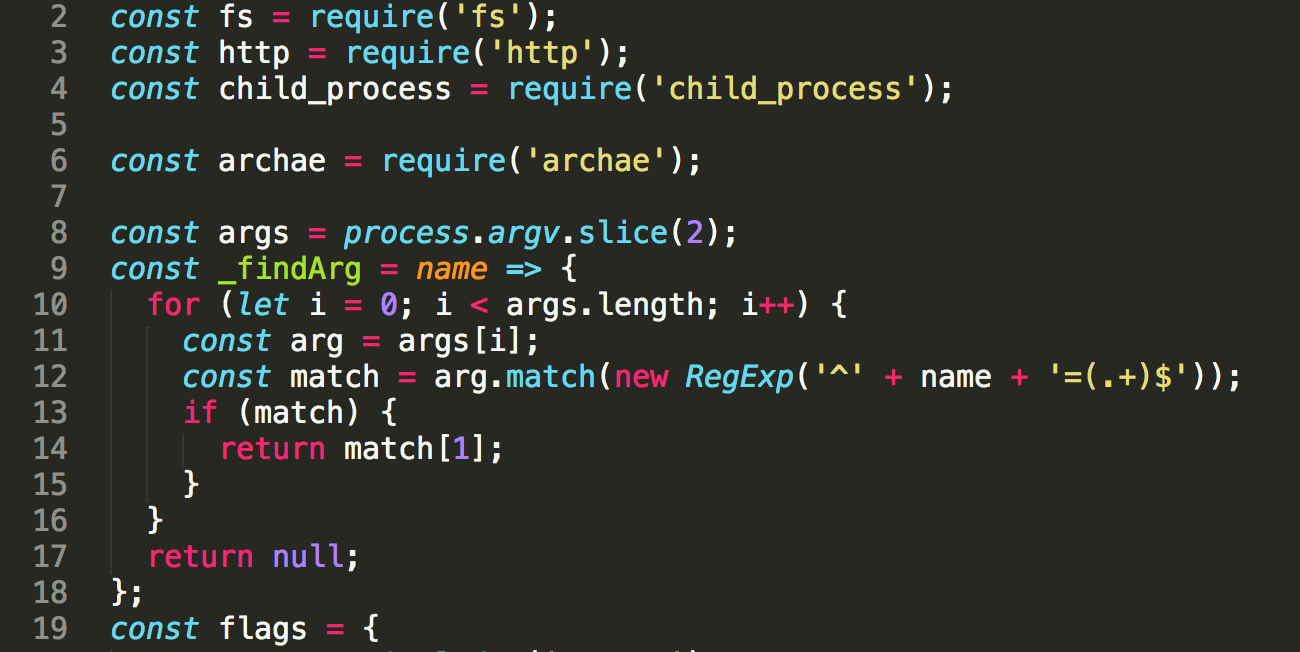 2 const fs = require('fs');
3 const http = require('http');
4 const child_process = require('child_process');
5
6 const archae = require('archae');
7
8 const args = process.argv.slice(2);
9 const _findArg = name => {
10   for (let i = 0; i < args.length; i++) {
11     const arg = args[i];
12     const match = arg.match(new RegExp('^' + name + '=(.+)$'));
13     if (match) {
14       return match[1];
15     }
16   }
17   return null;
18 };
19 const flags = {